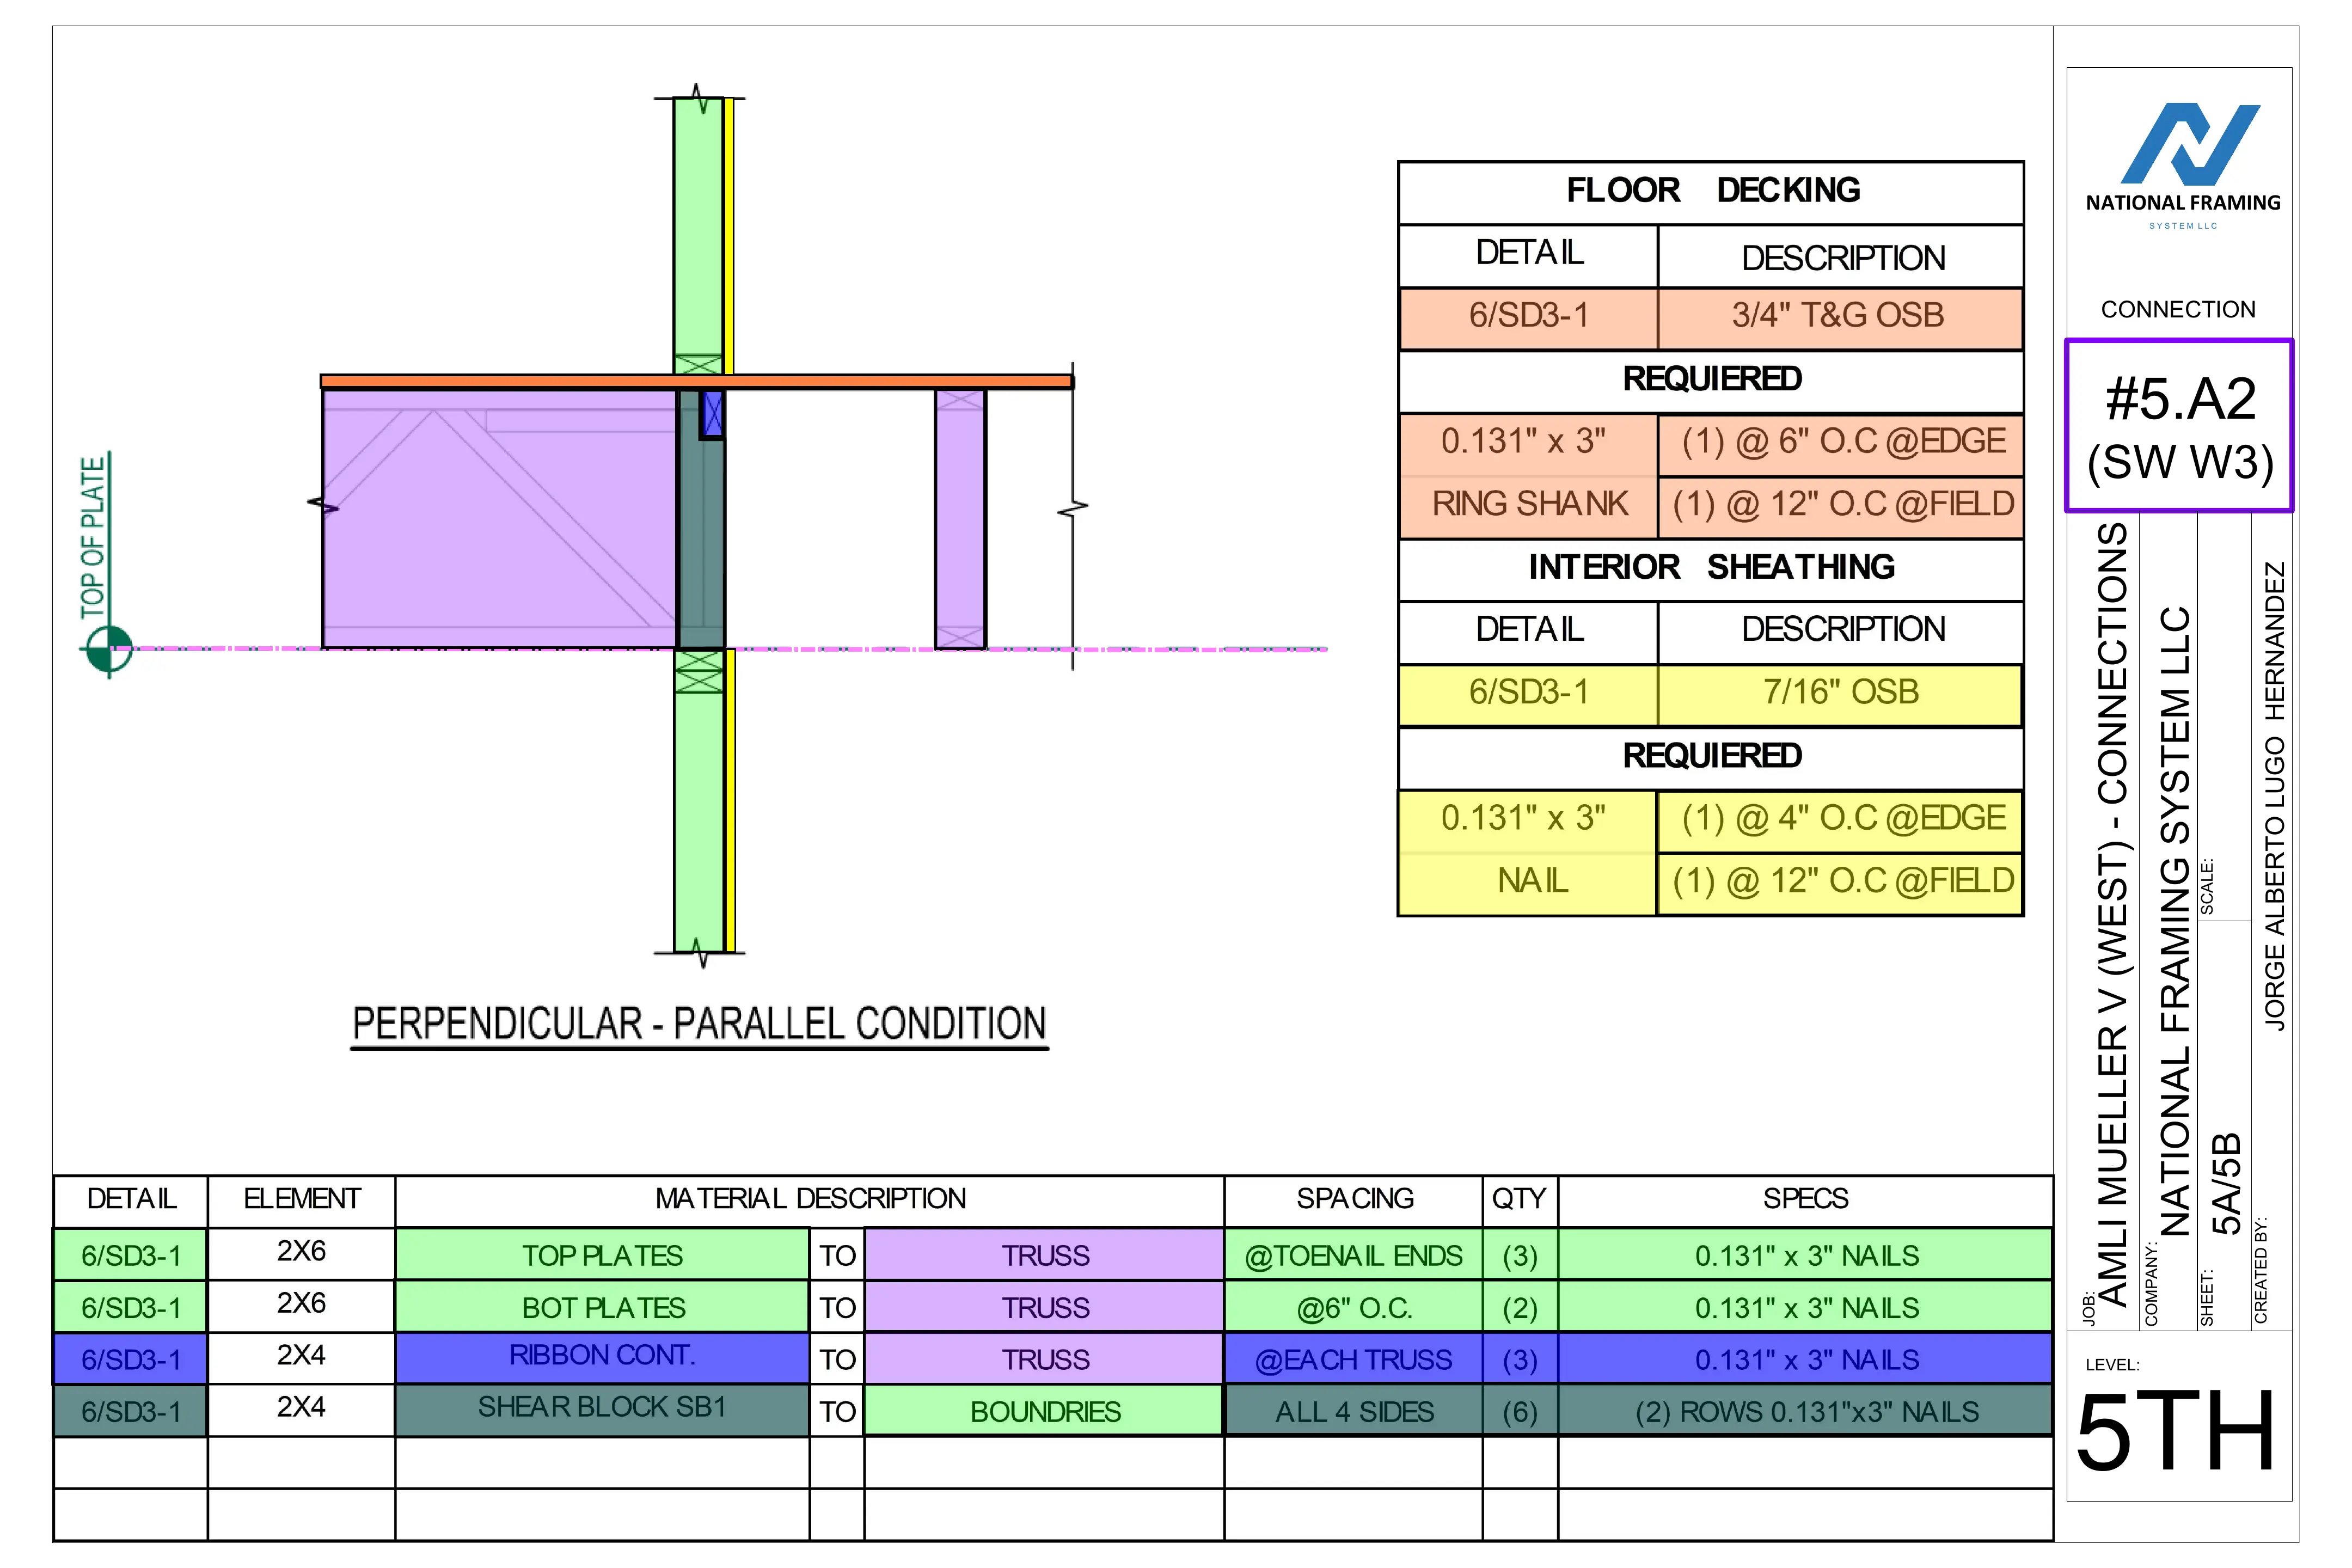 TOP OF PLATE
PERPENDICULAR - PARALLEL CONDITION
FLOOR DECKING
DETAIL DESCRIPTION
6/SD3-1 3/4" T&G OSB
REQUIERED
0.131" x 3" (1) @ 6" O.C @EDGE
RING SHANK (1) @ 12" O.C @FIELD
INTERIOR SHEATHING
DETAIL DESCRIPTION
6/SD3-1 7/16" OSB
REQUIERED
0.131" x 3" (1) @ 4" O.C @EDGE
NAIL (1) @ 12" O.C @FIELD
DETAIL ELEMENT MATERIAL DESCRIPTION SPACING QTY SPECS
6/SD3-1 2X6 TOP PLATES TO TRUSS @TOENAIL ENDS (3) 0.131" x 3" NAILS
6/SD3-1 2X6 BOT PLATES TO TRUSS @6" O.C. (2) 0.131" x 3" NAILS
6/SD3-1 2X4 RIBBON CONT. TO TRUSS @EACH TRUSS (3) 0.131" x 3" NAILS
6/SD3-1 2X4 SHEAR BLOCK SB1 TO BOUNDRIES ALL 4 SIDES (6) (2) ROWS 0.131"x3" NAILS
NATIONAL FRAMING
SYSTEM LLC
CONNECTION
#5.A2
(SW W3)
JOB: AMLI MUELLER V (WEST) - CONNECTIONS
COMPANY: NATIONAL FRAMING SYSTEM LLC
SHEET: 5A/5B
SCALE:
CREATED BY: JORGE ALBERTO LUGO HERNANDEZ
LEVEL:
5TH